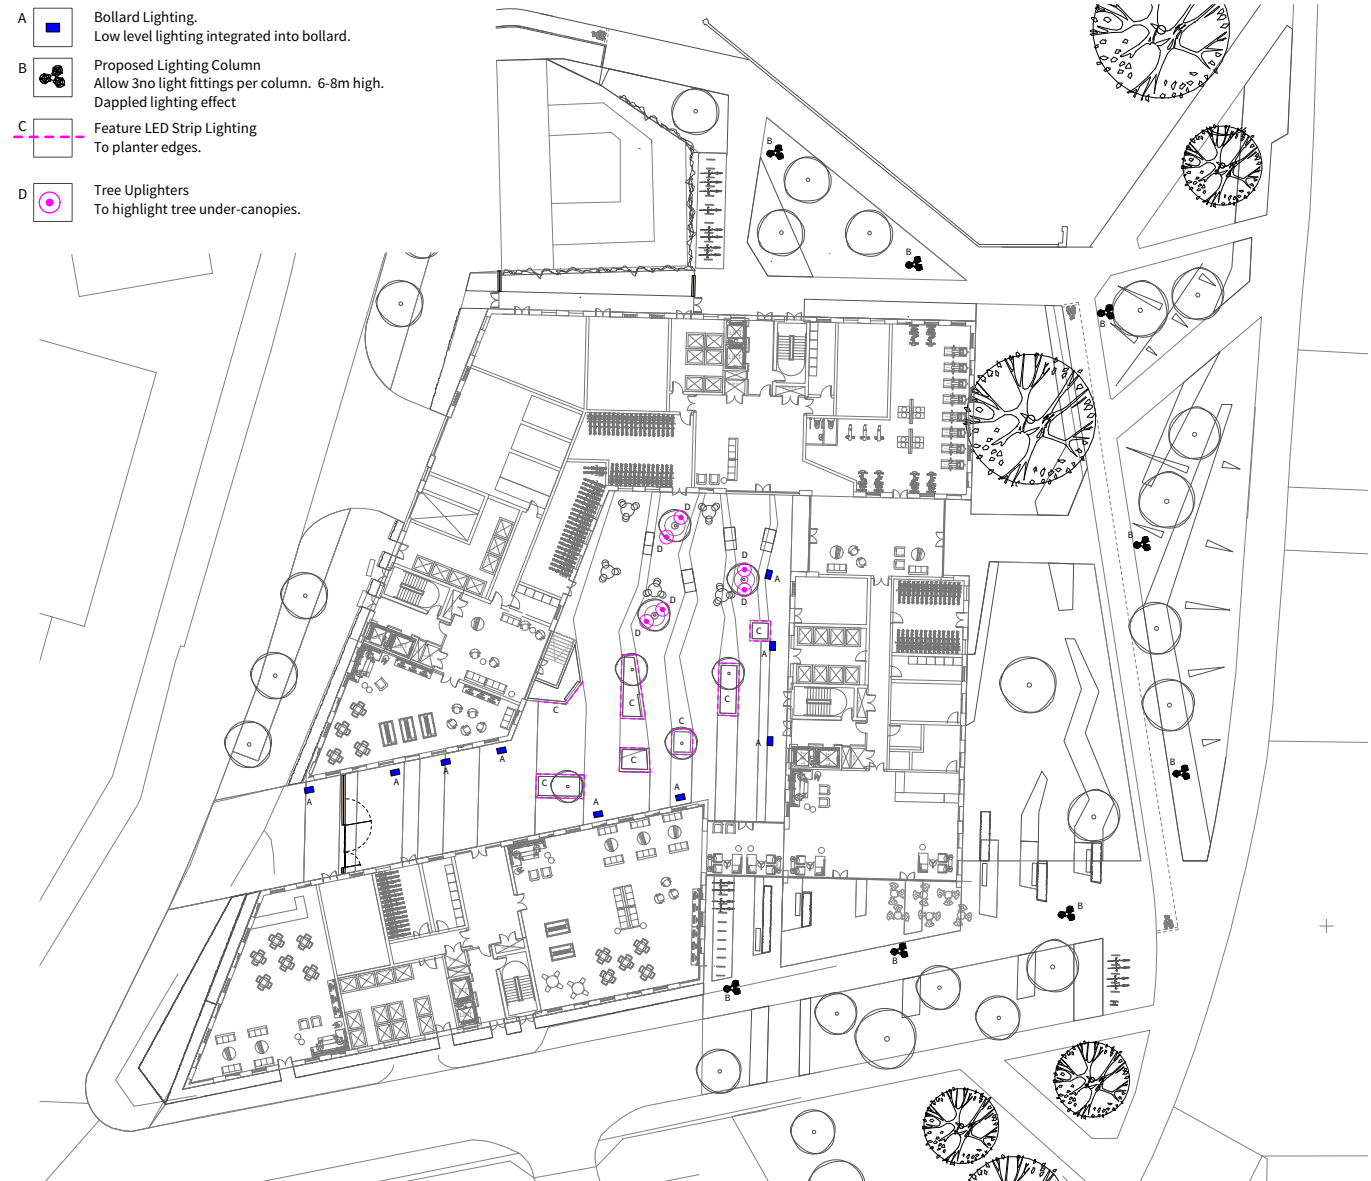 A
Bollard Lighting.
Low level lighting integrated into bollard.
B
Proposed Lighting Column
Allow 3no light fittings per column. 6-8m high.
Dappled lighting effect
C
Feature LED Strip Lighting
To planter edges.
D
Tree Uplighters
To highlight tree under-canopies.
B
B
B
D
D
B
D
A
D
D
D
C
A
C
C
C
C
A
C
A
A
A
C
B
A
A
A
B
B
B